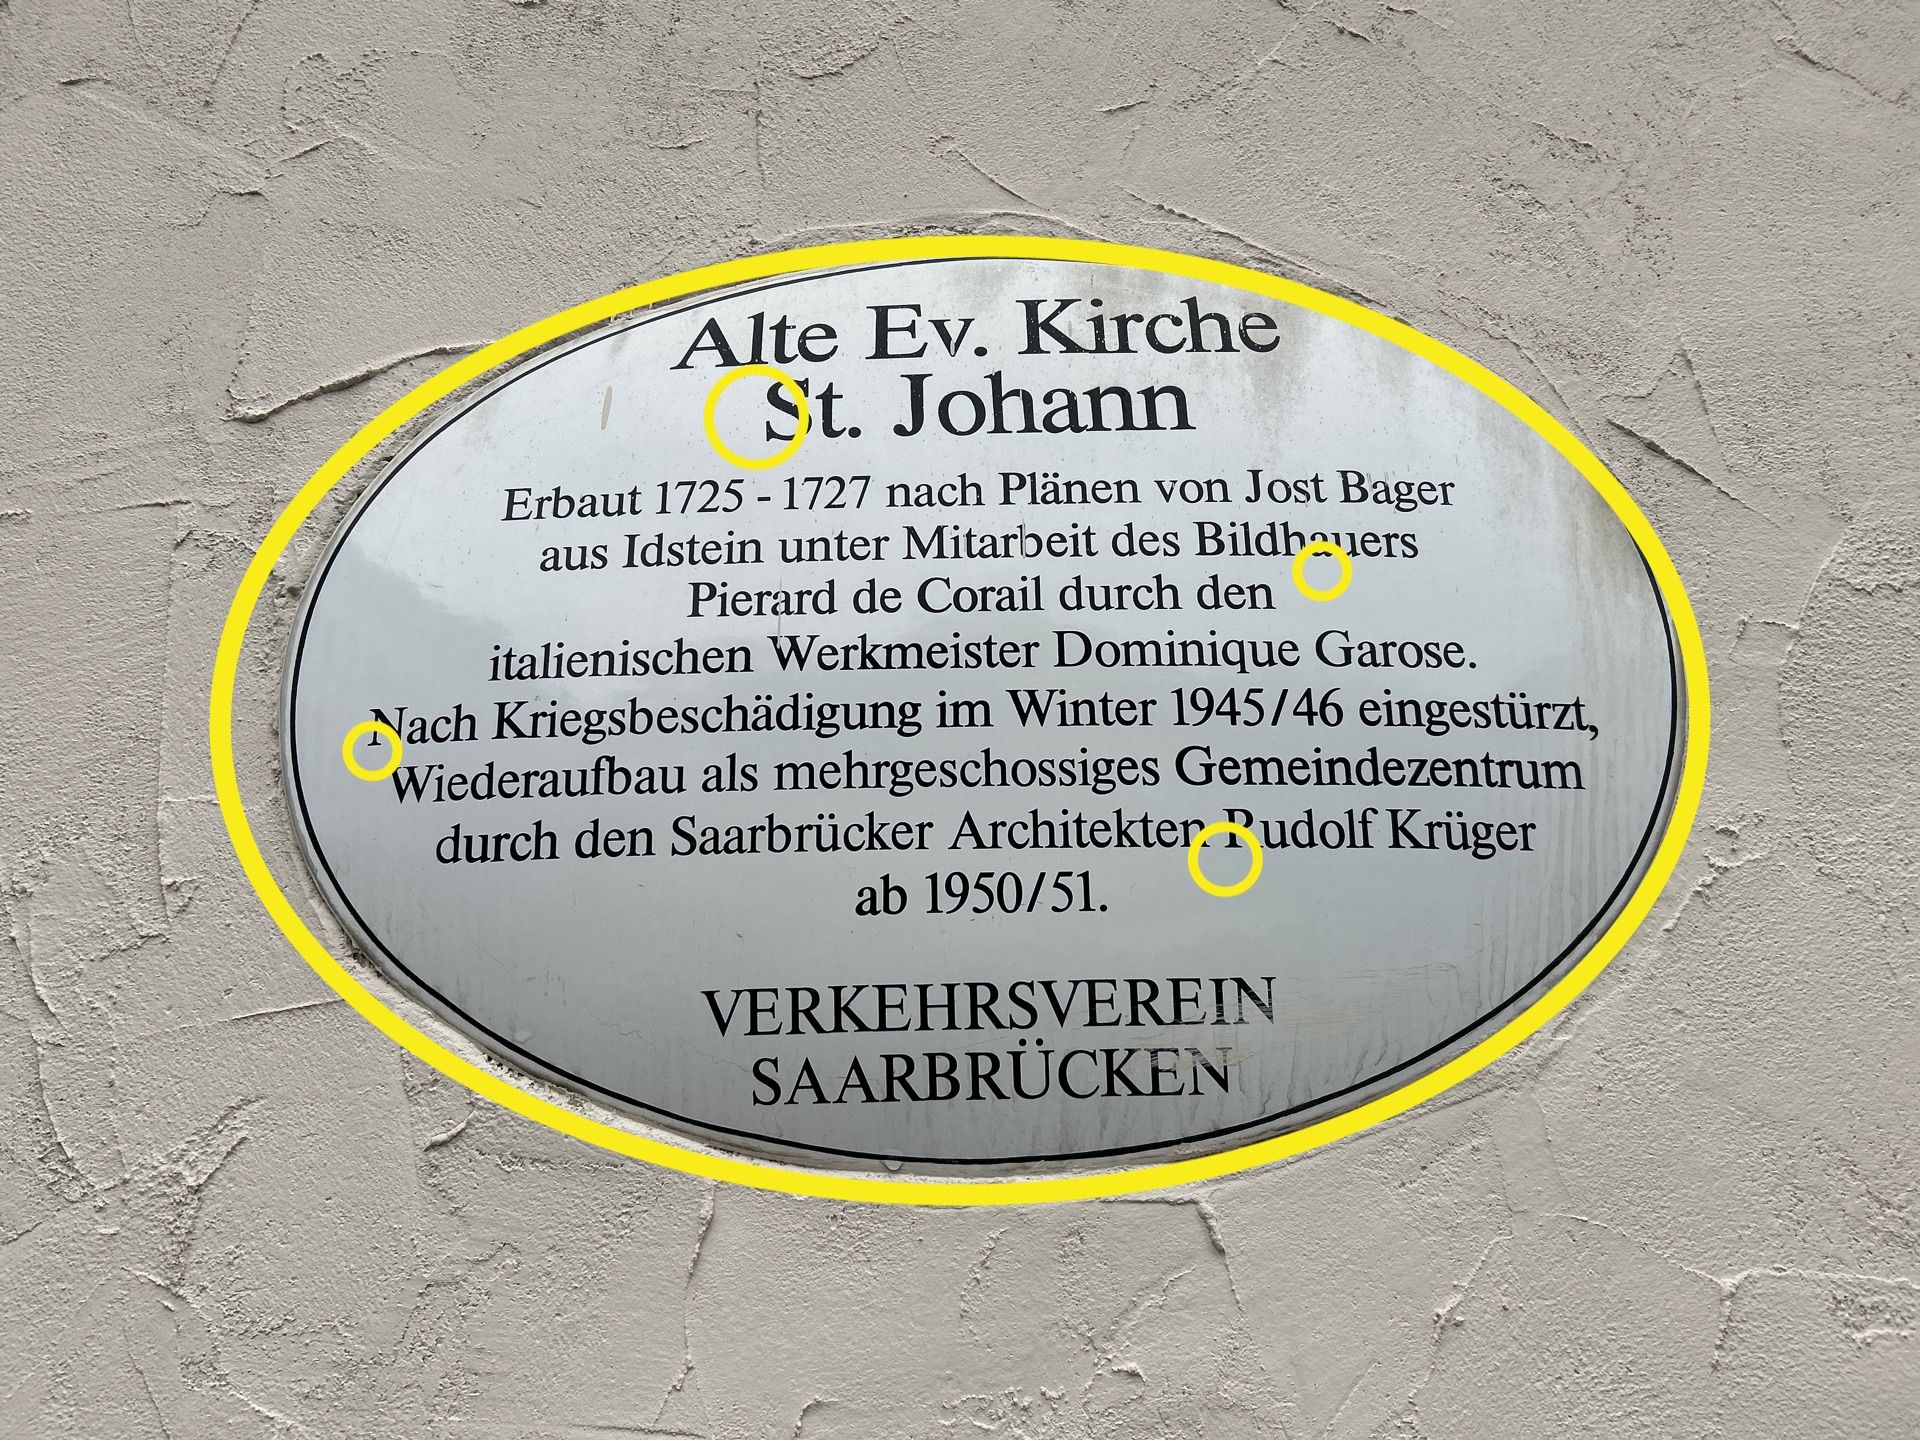 Alte Ev. Kirche
St. Johann
Erbaut 1725 - 1727 nach Plänen von Jost Bager
aus Idstein unter Mitarbeit des Bildhauers
Pierard de Corail durch den
italienischen Werkmeister Dominique Garose.
Nach Kriegsbeschädigung im Winter 1945/46 eingestürzt,
Wiederaufbau als mehrgeschossiges Gemeindezentrum
durch den Saarbrücker Architekten Rudolf Krüger
ab 1950/51.
VERKEHRSVEREIN
SAARBRÜCKEN